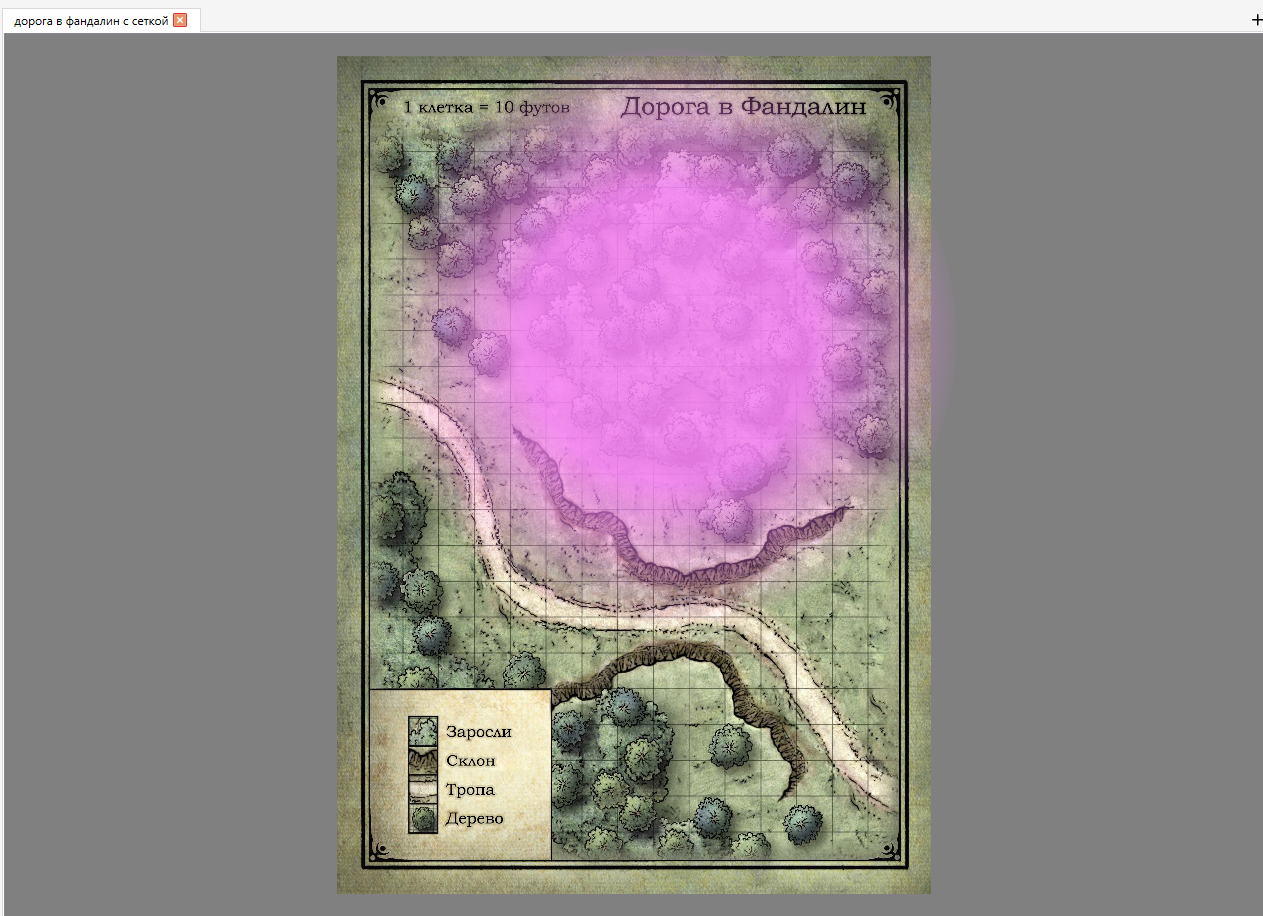 дорога в фандалин с сеткой
1 клетка = 10 футов
Дорога в Фандалин
Заросли
Склон
Тропа
Дерево